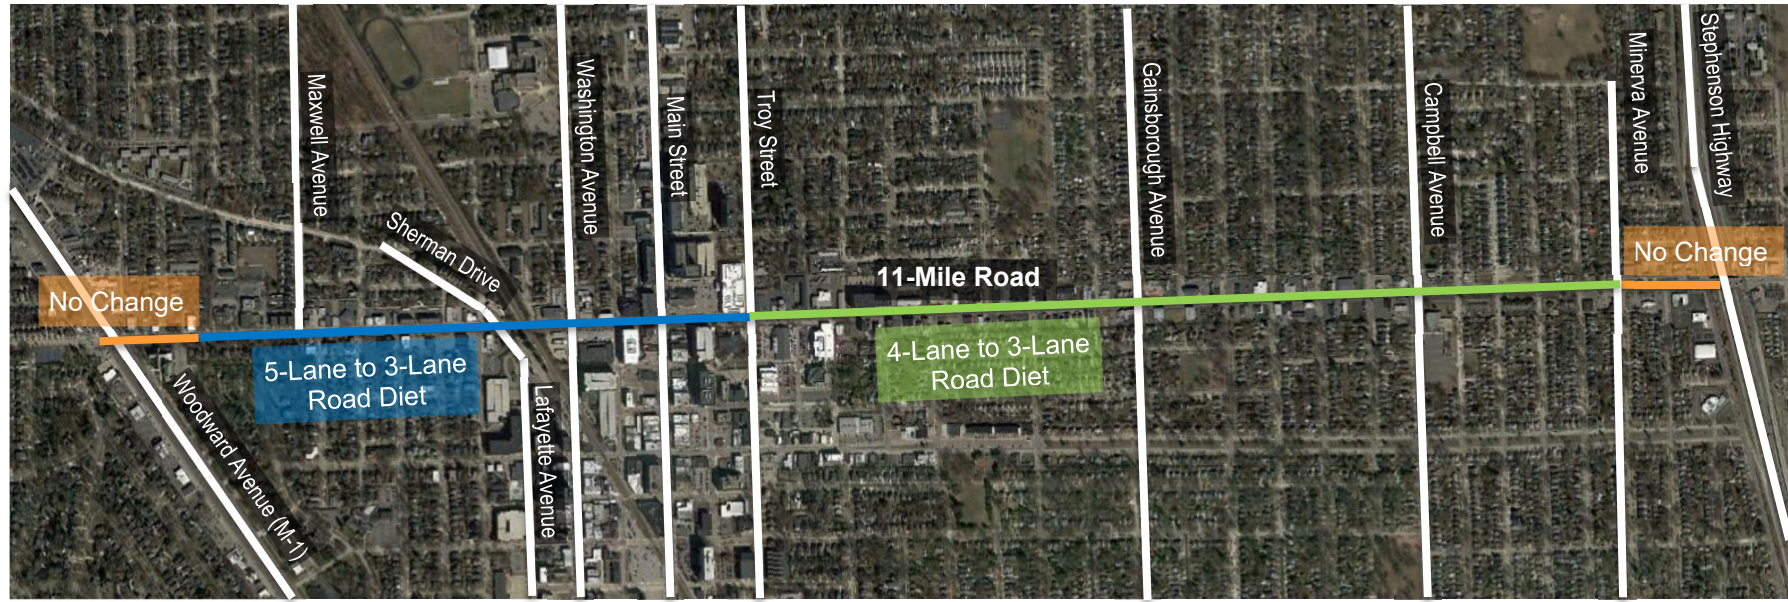 Maxwell Avenue
Sherman Drive
Washington Avenue
Main Street
Troy Street
Gainsborough Avenue
Campbell Avenue
Minerva Avenue
Stephenson Highway
No Change
11-Mile Road
No Change
5-Lane to 3-Lane
Road Diet
4-Lane to 3-Lane
Road Diet
Woodward Avenue (M-1)
Lafayette Avenue